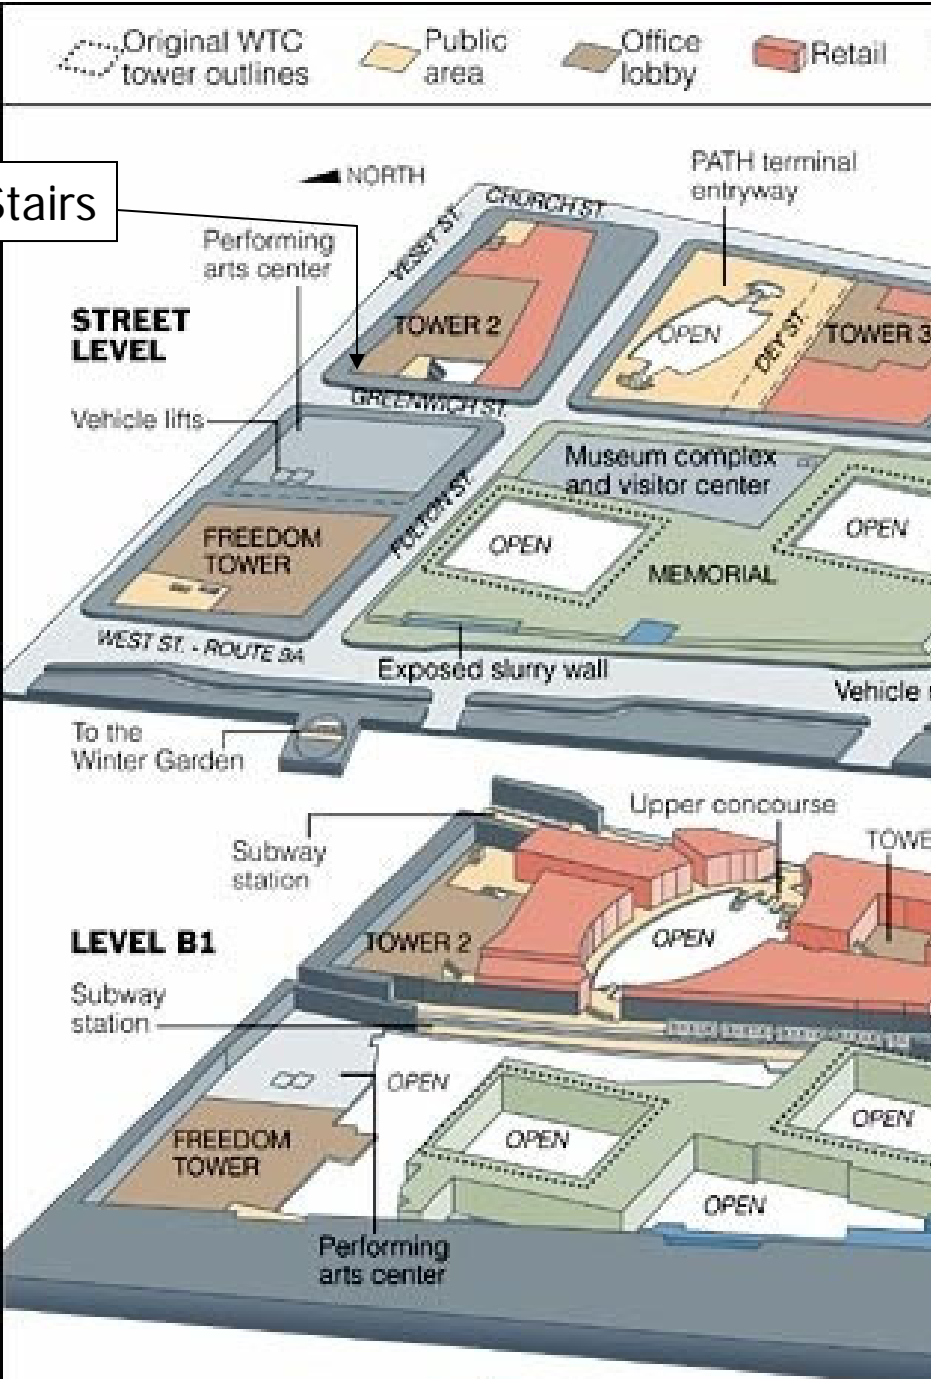 Original WTC
tower outlines
Public
area
Office
lobby
Retail
NORTH
PATH terminal
entryway
Stairs
CHURCH ST.
VESEY ST.
Performing
arts center
STREET
LEVEL
TOWER 2
OPEN
DEY ST.
TOWER 3
GREENWICH ST.
Vehicle lifts
Museum complex
and visitor center
FULTON ST.
FREEDOM
TOWER
OPEN
OPEN
MEMORIAL
WEST ST. - ROUTE 9A
Exposed slurry wall
Vehicle
To the
Winter Garden
Upper concourse
Subway
station
TOWE
LEVEL B1
TOWER 2
OPEN
Subway
station
OPEN
FREEDOM
TOWER
OPEN
OPEN
OPEN
Performing
arts center